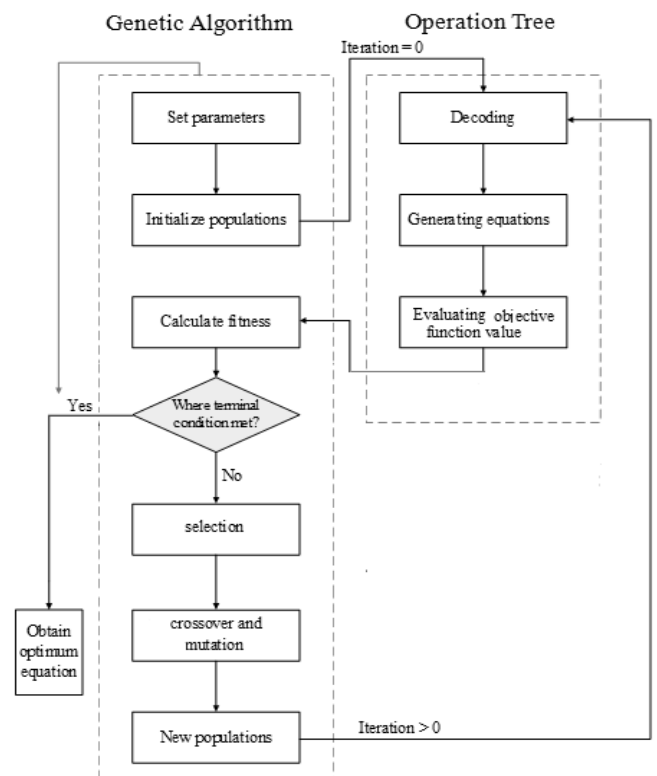 Genetic Algorithm
Operation Tree
Iteration = 0
Set parameters
Decoding
Initialize populations
Generating equations
Calculate fitness
Evaluating objective
function value
Yes
Where terminal
condition met?
No
selection
Obtain
optimum
equation
crossover and
mutation
New populations
Iteration > 0